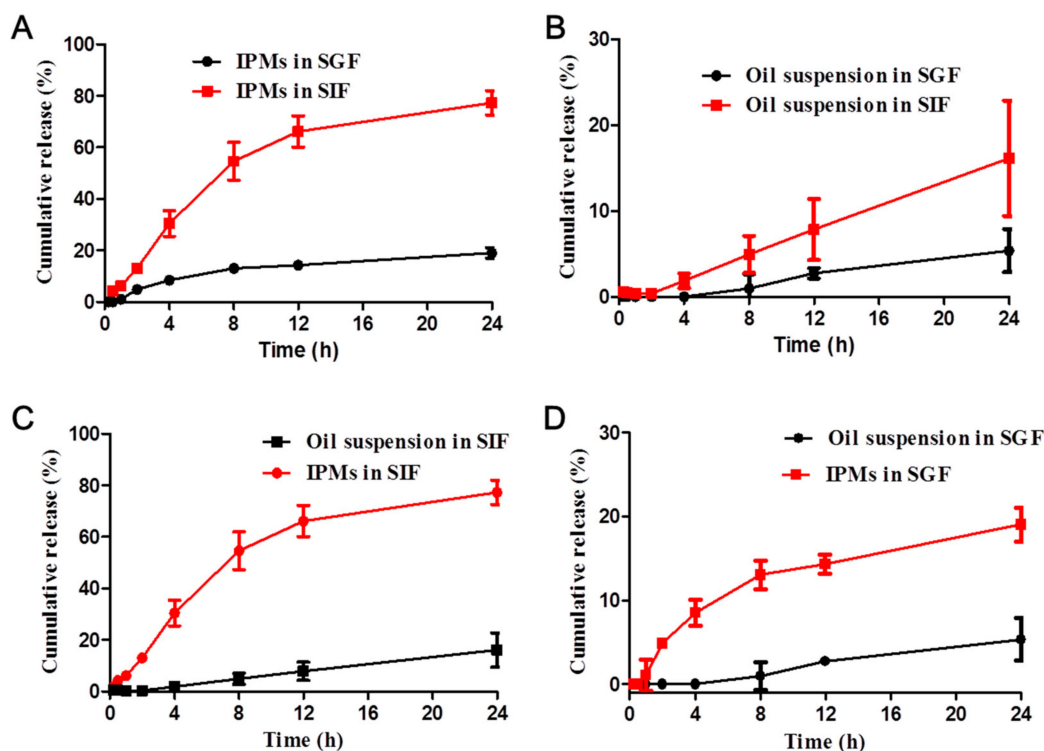 A
Cumulative release (%)
100
80
60
40
20
0
IPMs in SGF
IPMs in SIF
0 4 8 12 16 20 24
Time (h)
B
Cumulative release (%)
30
20
10
0
Oil suspension in SGF
Oil suspension in SIF
0 4 8 12 16 20 24
Time (h)
C
Cumulative release (%)
100
80
60
40
20
0
Oil suspension in SIF
IPMs in SIF
0 4 8 12 16 20 24
Time (h)
D
Cumulative release (%)
30
20
10
0
Oil suspension in SGF
IPMs in SGF
0 4 8 12 16 20 24
Time (h)